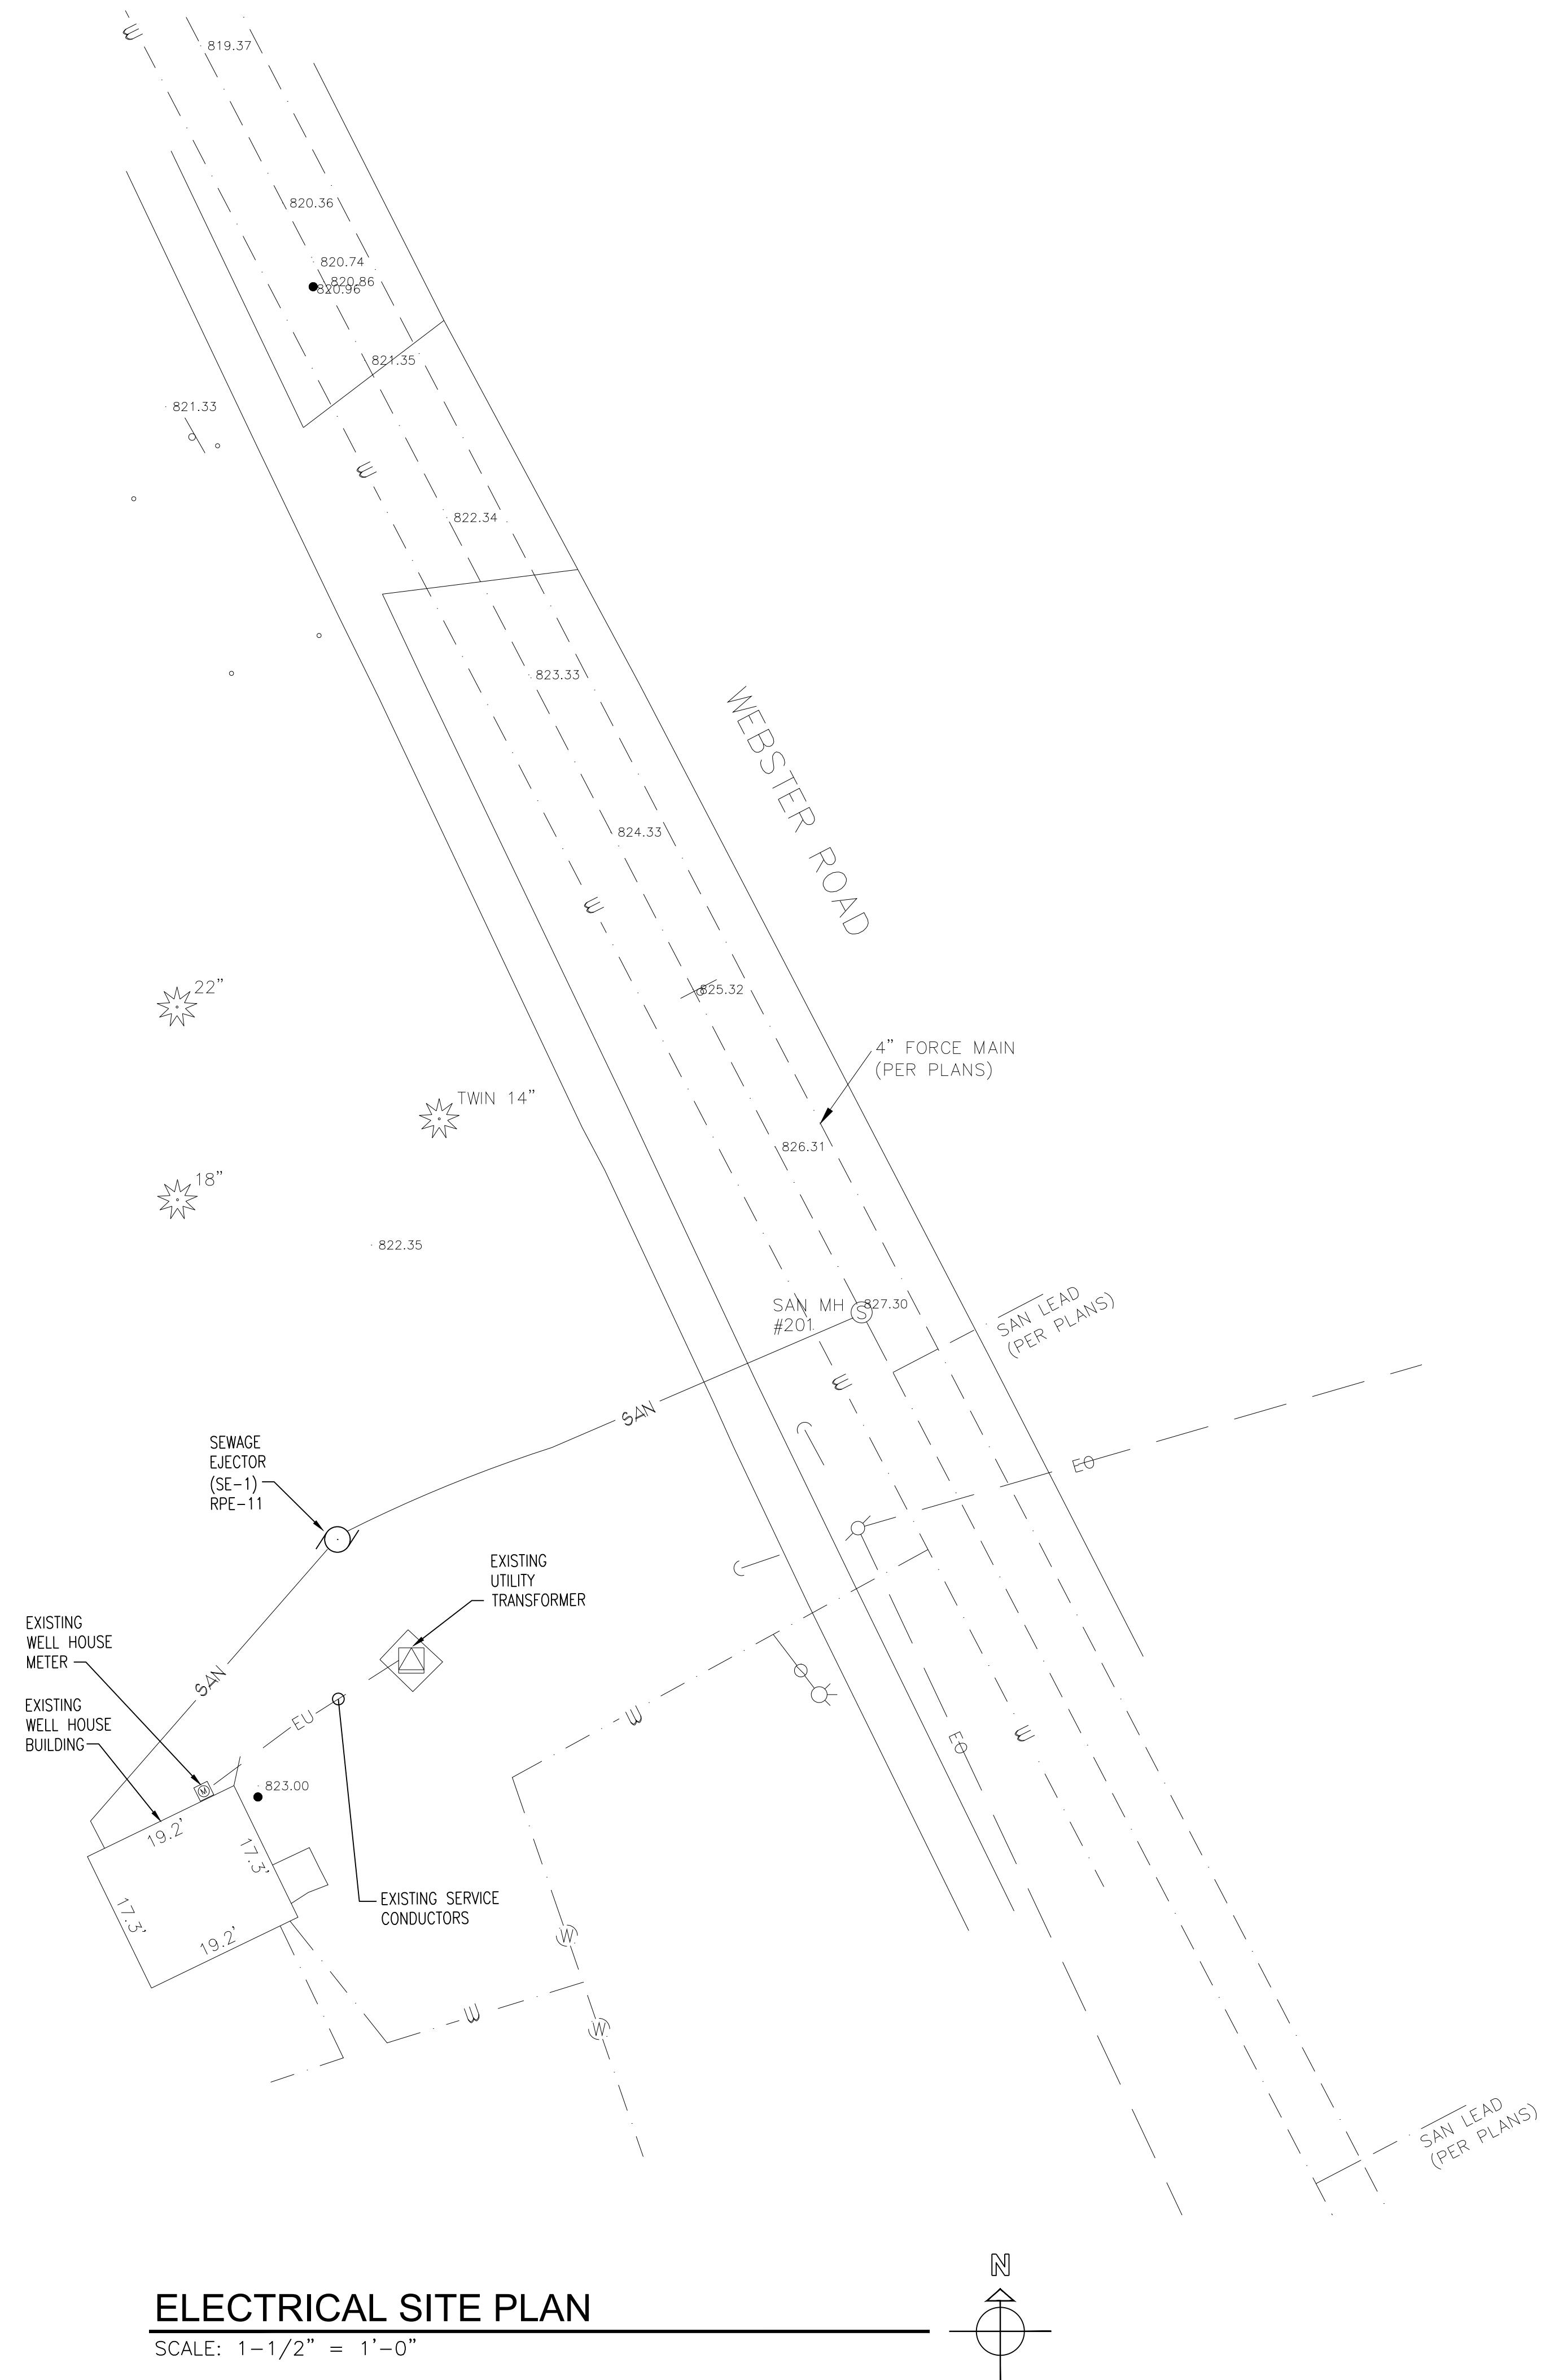 W
819.37
820.36
820.74
820.86
820.96
821.35
821.33
W
822.34
823.33
WEBSTER ROAD
824.33
W
22"
825.32
4" FORCE MAIN
(PER PLANS)
TWIN 14"
826.31
18"
822.35
SAN MH
#201
S
827.30
SAN LEAD
(PER PLANS)
W
SAN
EO
SEWAGE
EJECTOR
(SE-1)
RPE-11
EXISTING
UTILITY
TRANSFORMER
EXISTING
WELL HOUSE
METER
SAN
EXISTING
WELL HOUSE
BUILDING
EU
W
EO
W
M
823.00
19.2'
17.3'
17.3'
19.2'
EXISTING SERVICE
CONDUCTORS
W
W
W
SAN LEAD
(PER PLANS)
N
ELECTRICAL SITE PLAN
SCALE: 1-1/2" = 1'-0"